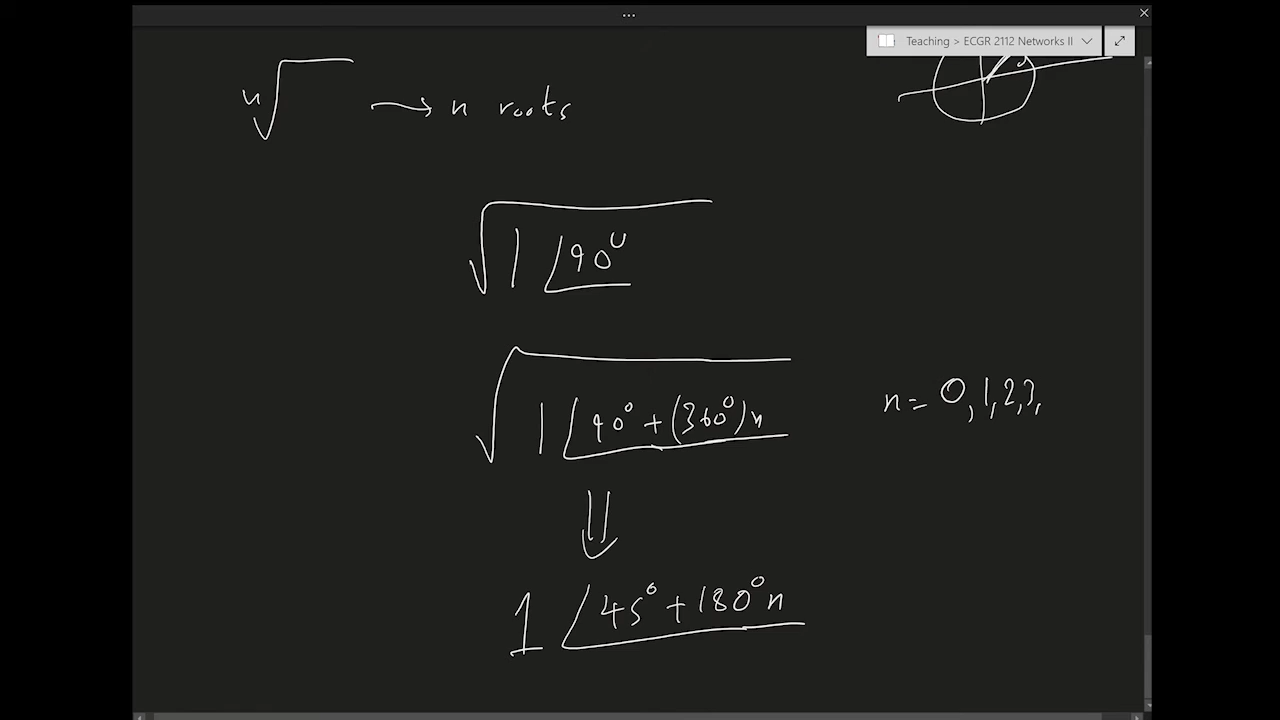 ...
Teaching > ECGR 2112 Networks II
n√ → n roots
√(1 ∠90°)
√(1 ∠90° + (360°)n) n = 0, 1, 2, 3,
⇓
1 ∠45° + 180° n